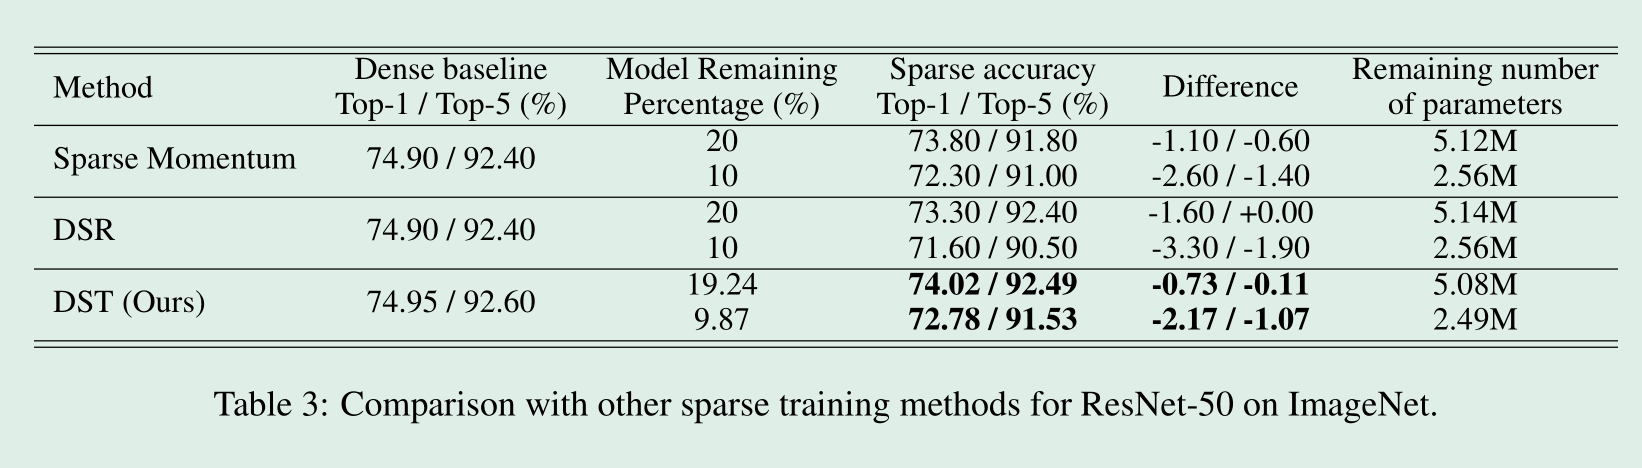 Method Dense baseline Top-1 / Top-5 (%) Model Remaining Percentage (%) Sparse accuracy Top-1 / Top-5 (%) Difference Remaining number of parameters
Sparse Momentum 74.90 / 92.40 20 73.80 / 91.80 -1.10 / -0.60 5.12M
10 72.30 / 91.00 -2.60 / -1.40 2.56M
DSR 74.90 / 92.40 20 73.30 / 92.40 -1.60 / +0.00 5.14M
10 71.60 / 90.50 -3.30 / -1.90 2.56M
DST (Ours) 74.95 / 92.60 19.24 74.02 / 92.49 -0.73 / -0.11 5.08M
9.87 72.78 / 91.53 -2.17 / -1.07 2.49M
Table 3: Comparison with other sparse training methods for ResNet-50 on ImageNet.